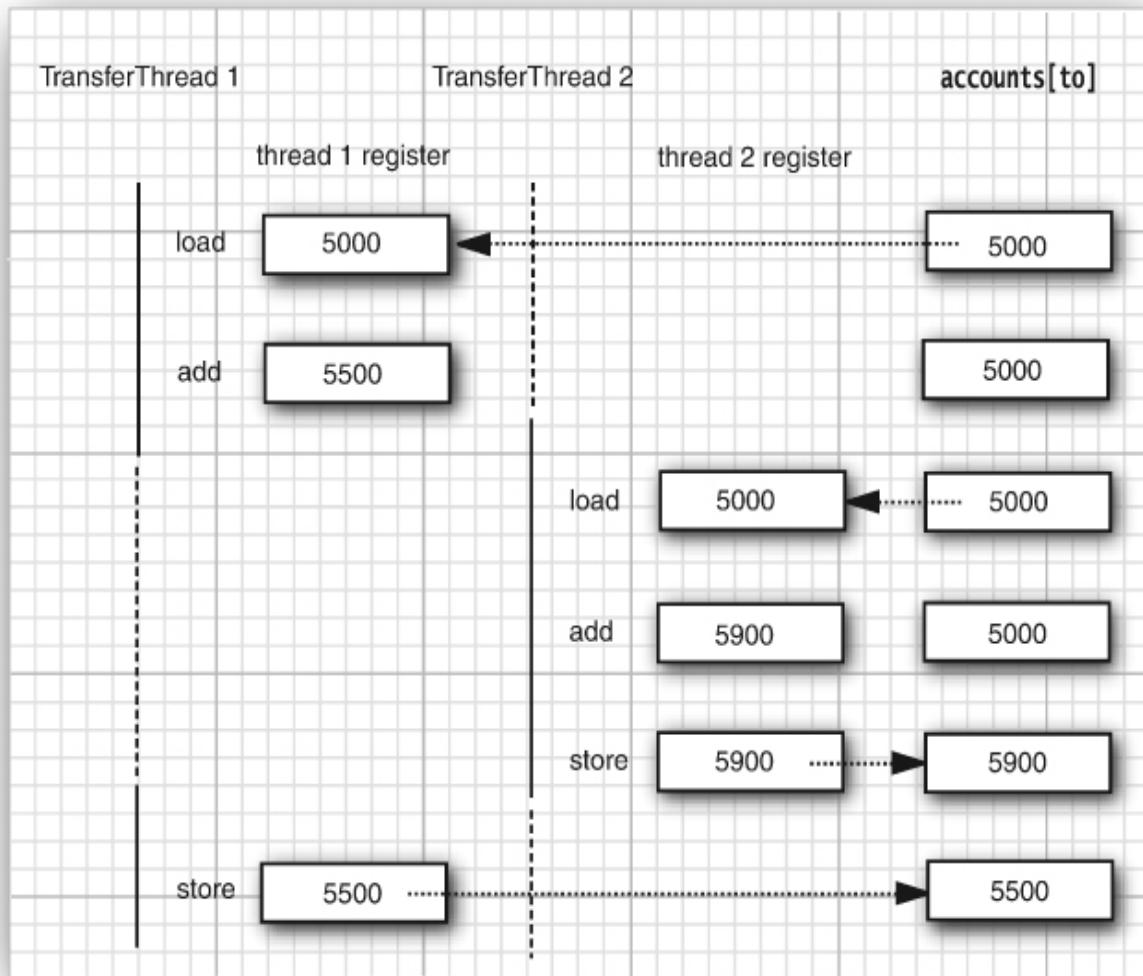 TransferThread 1 TransferThread 2 accounts[to]
thread 1 register thread 2 register
load 5000 5000
add 5500 5000
load 5000 5000
add 5900 5000
store 5900 5900
store 5500 5500